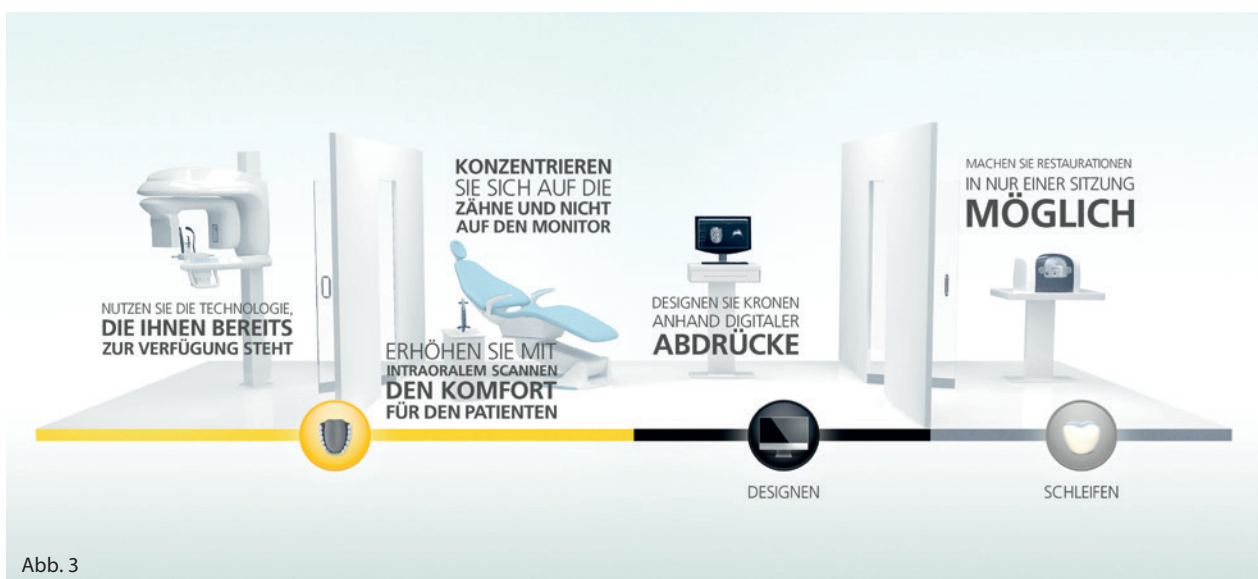 NUTZEN SIE DIE TECHNOLOGIE,
DIE IHNEN BEREITS
ZUR VERFÜGUNG STEHT
KONZENTRIEREN
SIE SICH AUF DIE
ZÄHNE UND NICHT
AUF DEN MONITOR
ERHÖHEN SIE MIT
INTRAORALEM SCANNEN
DEN KOMFORT
FÜR DEN PATIENTEN
DESIGNEN SIE KRONEN
ANHAND DIGITALER
ABDRÜCKE
MACHEN SIE RESTAURATIONEN
IN NUR EINER SITZUNG
MÖGLICH
DESIGNEN
SCHLEIFEN
Abb. 3